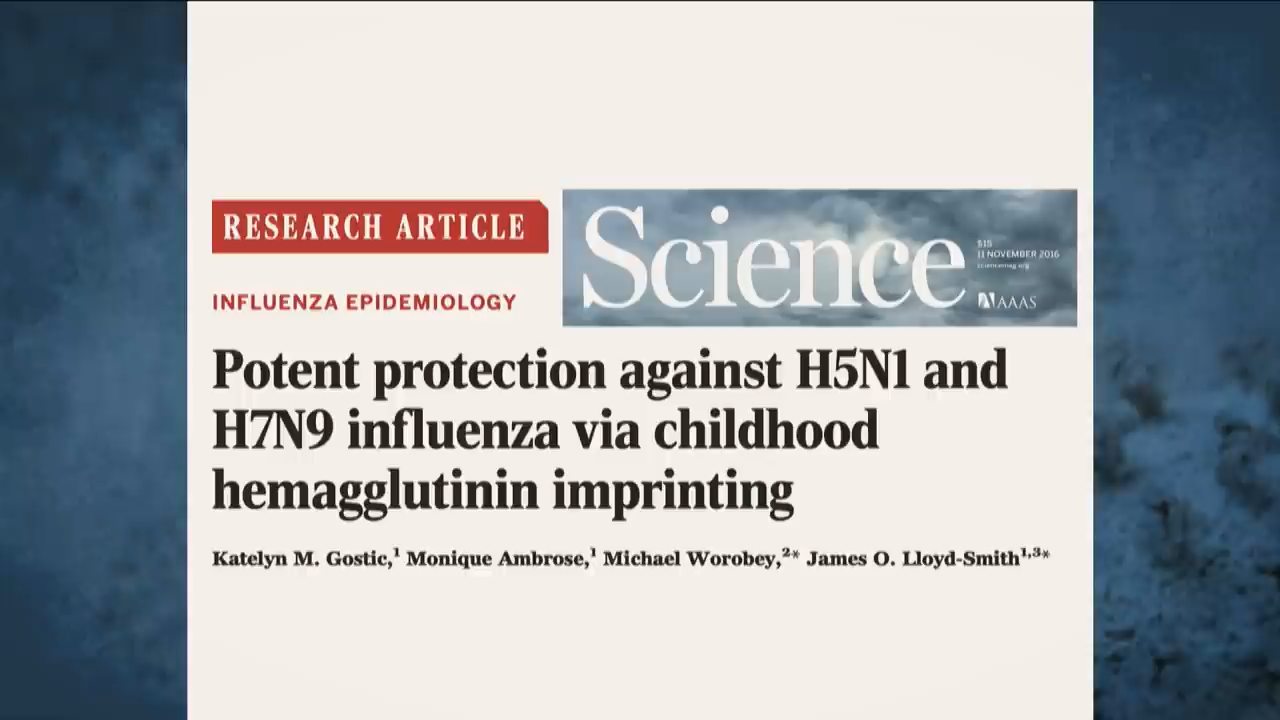 RESEARCH ARTICLE
Science
$15
11 NOVEMBER 2016
sciencemag.org
AAAS
INFLUENZA EPIDEMIOLOGY
Potent protection against H5N1 and
H7N9 influenza via childhood
hemagglutinin imprinting
Katelyn M. Gostic,¹ Monique Ambrose,¹ Michael Worobey,²* James O. Lloyd-Smith¹,³*